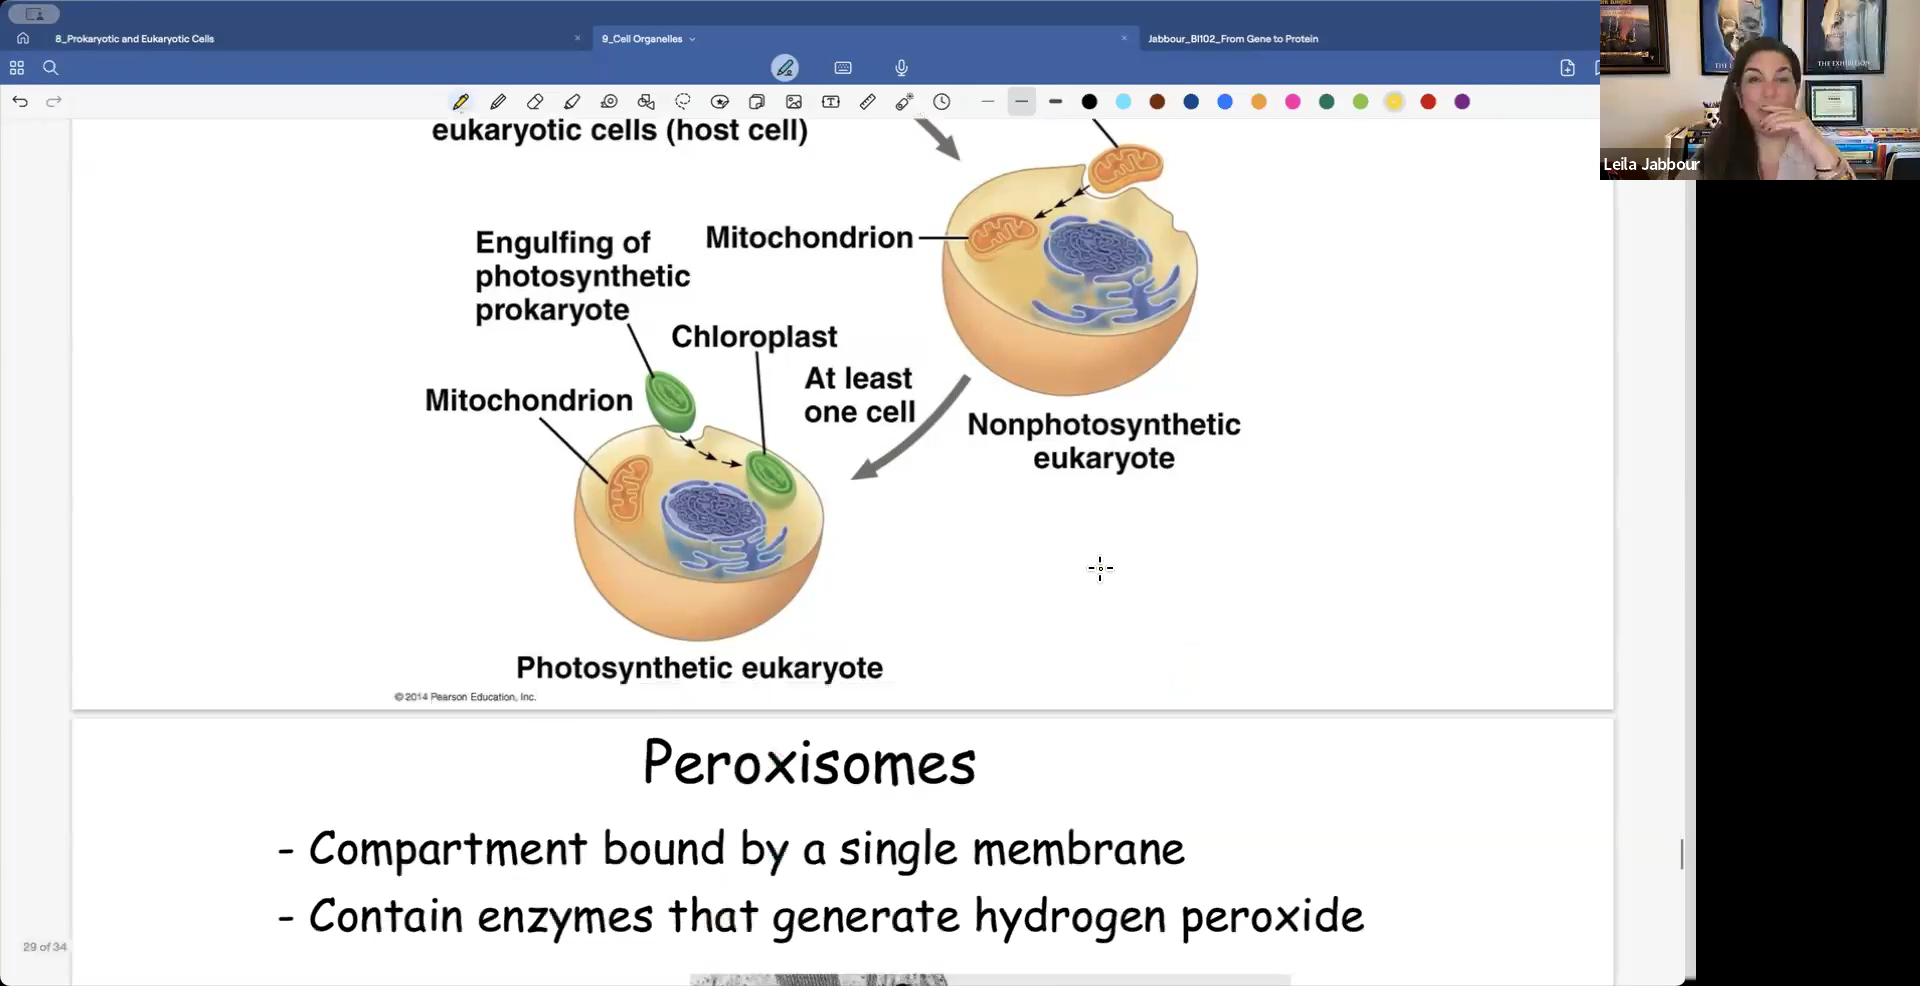 8_Prokaryotic and Eukaryotic Cells
9_Cell Organelles
Jabbour_BI102_From Gene to Protein
Leila Jabbour
eukaryotic cells (host cell)
Engulfing of
photosynthetic
prokaryote
Mitochondrion
Chloroplast
At least
one cell
Mitochondrion
Nonphotosynthetic
eukaryote
Photosynthetic eukaryote
© 2014 Pearson Education, Inc.
Peroxisomes
- Compartment bound by a single membrane
- Contain enzymes that generate hydrogen peroxide
29 of 34